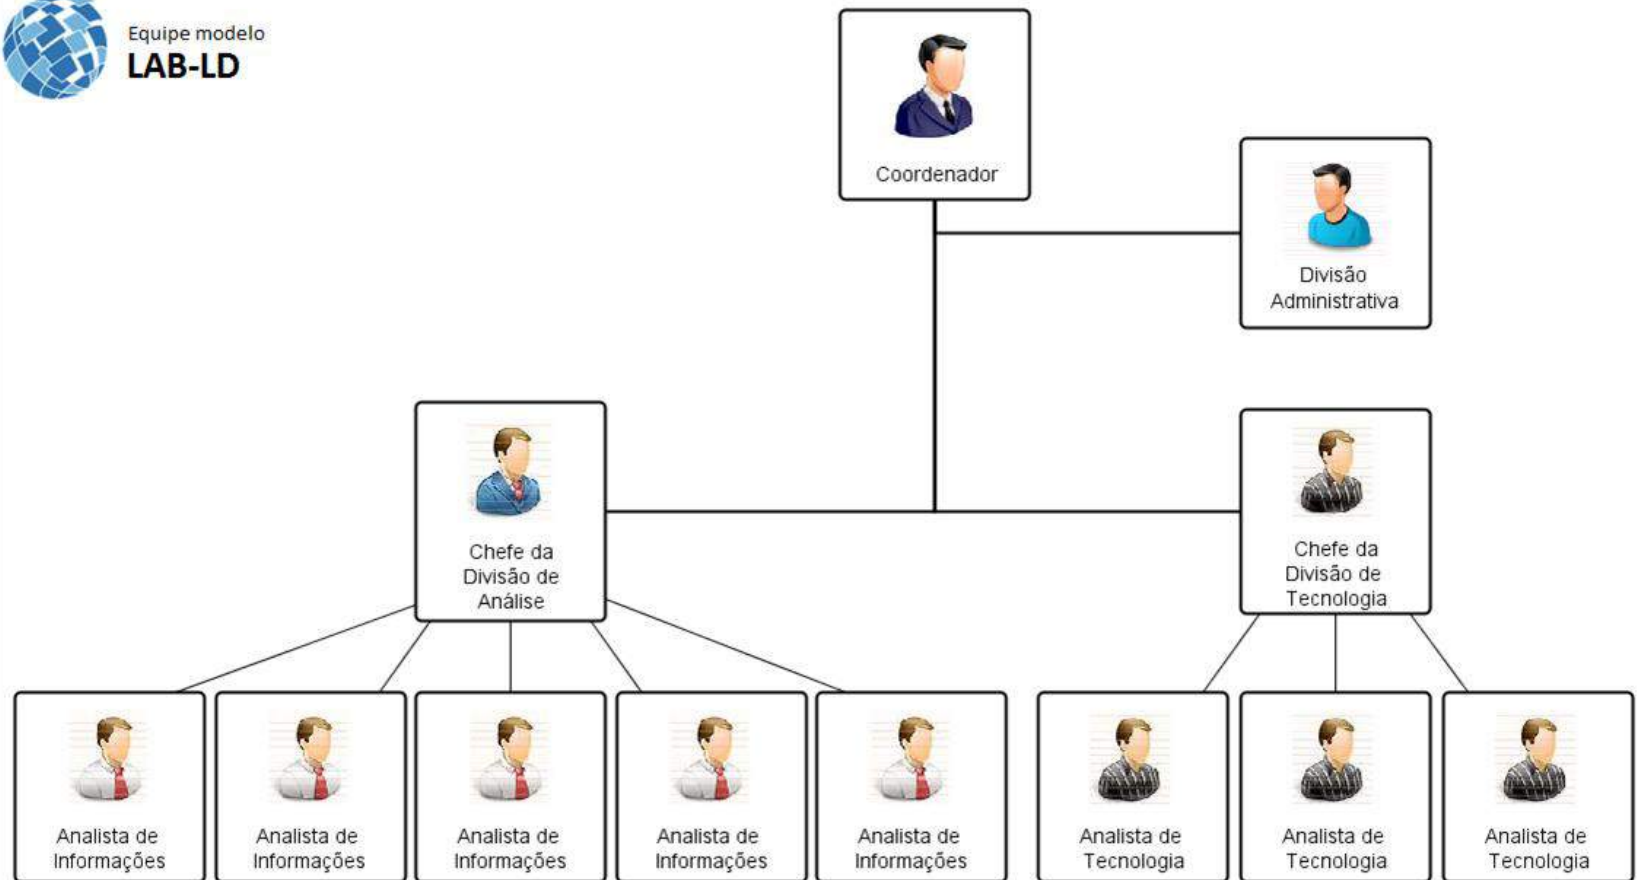 Equipe modelo
LAB-LD
Coordenador
Divisão
Administrativa
Chefe da
Divisão de
Análise
Chefe da
Divisão de
Tecnologia
Analista de
Informações
Analista de
Informações
Analista de
Informações
Analista de
Informações
Analista de
Informações
Analista de
Tecnologia
Analista de
Tecnologia
Analista de
Tecnologia